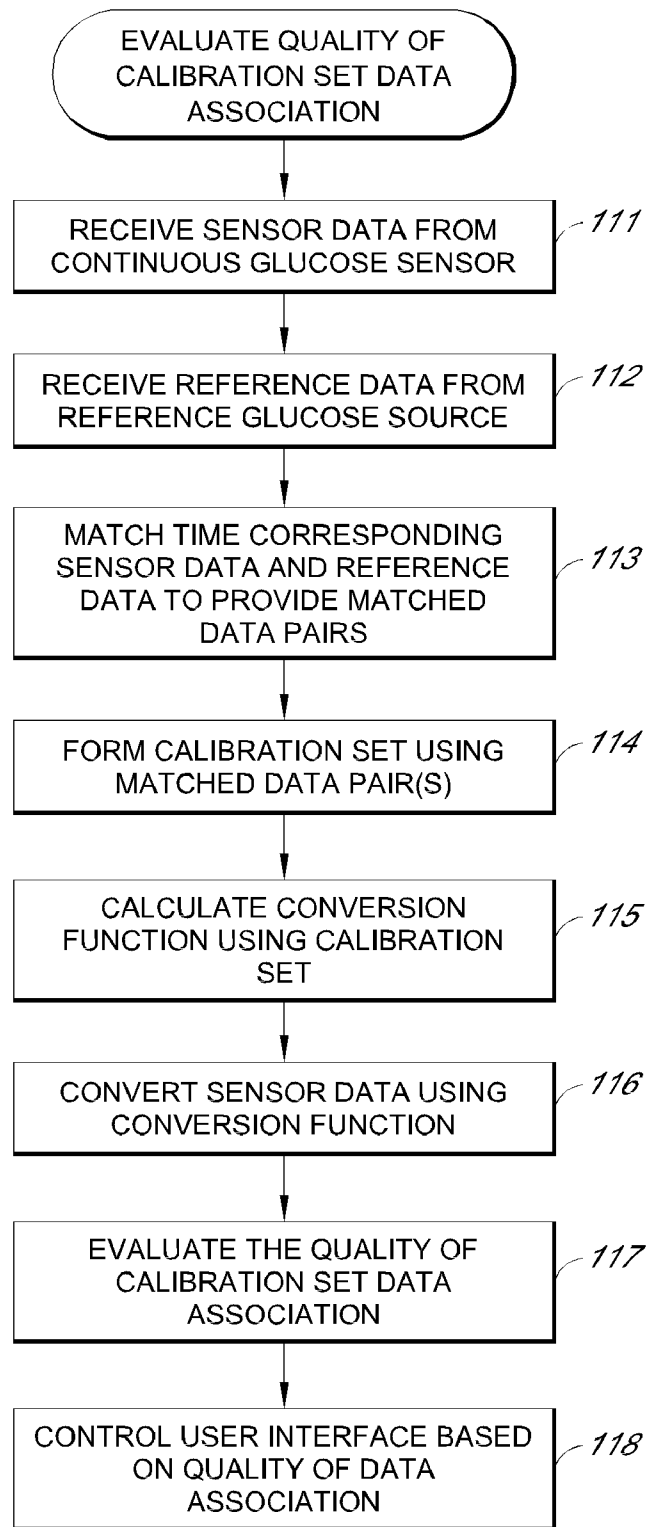 EVALUATE QUALITY OF
CALIBRATION SET DATA
ASSOCIATION
RECEIVE SENSOR DATA FROM
CONTINUOUS GLUCOSE SENSOR
111
RECEIVE REFERENCE DATA FROM
REFERENCE GLUCOSE SOURCE
112
MATCH TIME CORRESPONDING
SENSOR DATA AND REFERENCE
DATA TO PROVIDE MATCHED
DATA PAIRS
113
FORM CALIBRATION SET USING
MATCHED DATA PAIR(S)
114
CALCULATE CONVERSION
FUNCTION USING CALIBRATION
SET
115
CONVERT SENSOR DATA USING
CONVERSION FUNCTION
116
EVALUATE THE QUALITY OF
CALIBRATION SET DATA
ASSOCIATION
117
CONTROL USER INTERFACE BASED
ON QUALITY OF DATA
ASSOCIATION
118